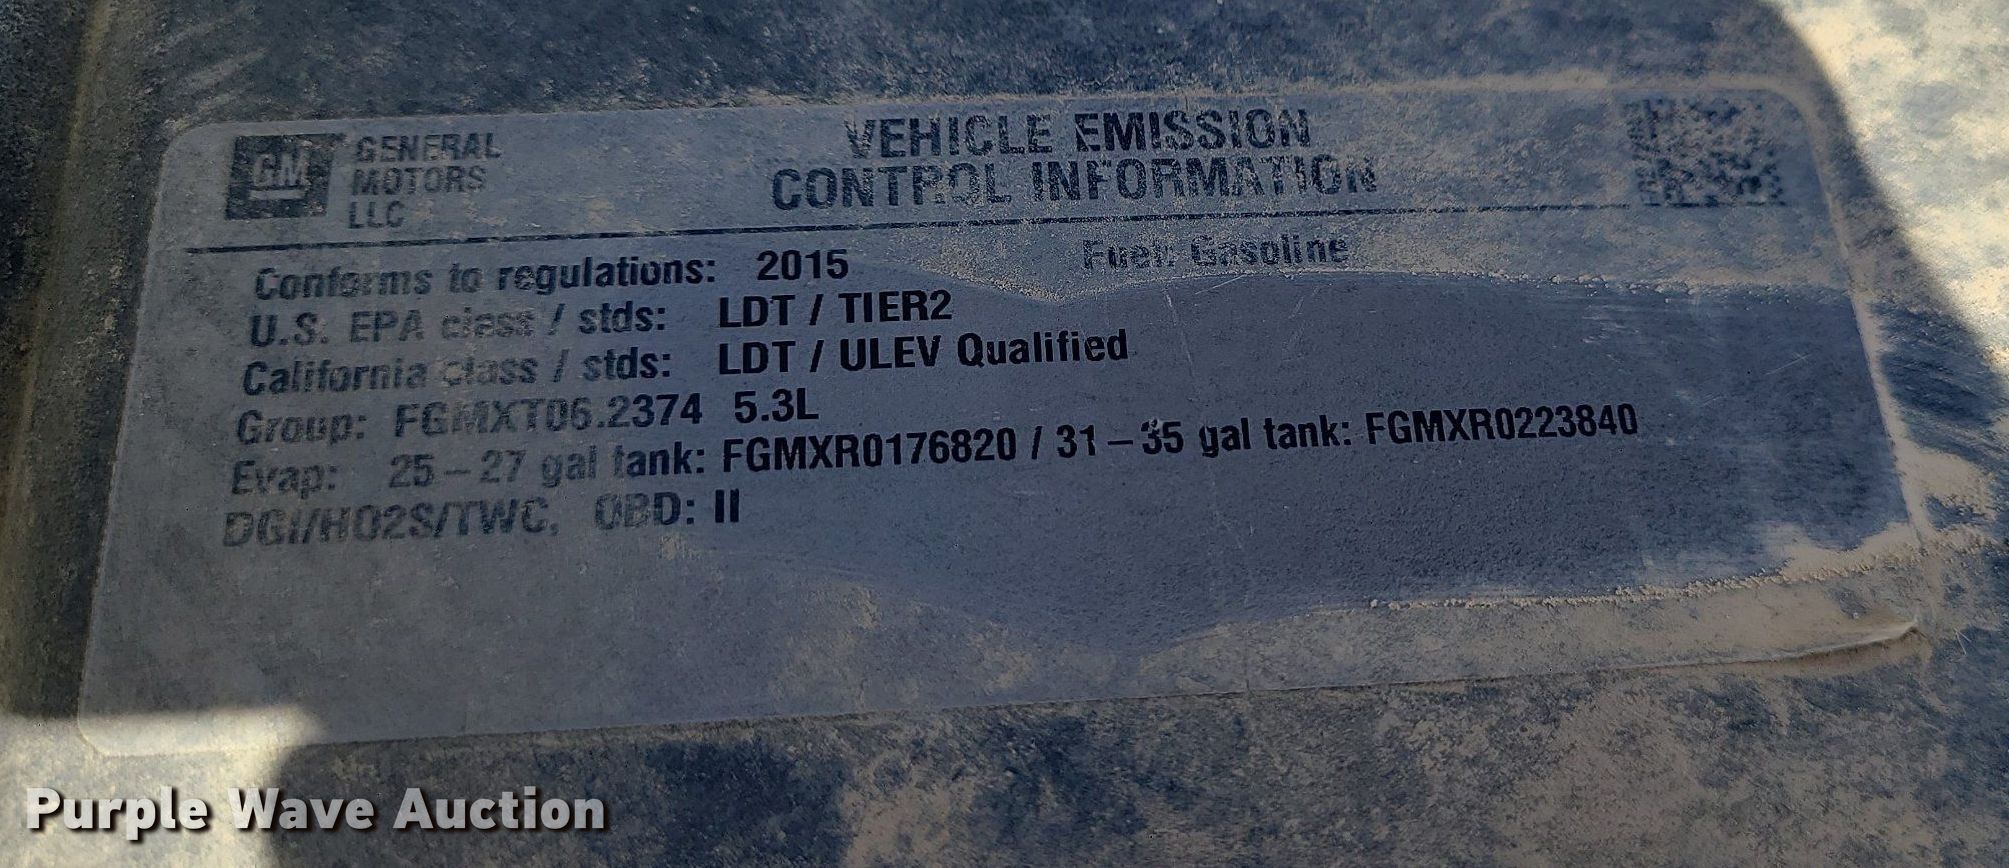 GM GENERAL MOTORS LLC
VEHICLE EMISSION
CONTROL INFORMATION
Conforms to regulations: 2015 Fuel: Gasoline
U.S. EPA class / stds: LDT / TIER2
California class / stds: LDT / ULEV Qualified
Group: FGMXT06.2374 5.3L
Evap: 25 – 27 gal tank: FGMXR0176820 / 31 – 35 gal tank: FGMXR0223840
DGI/HO2S/TWC, OBD: II
Purple Wave Auction